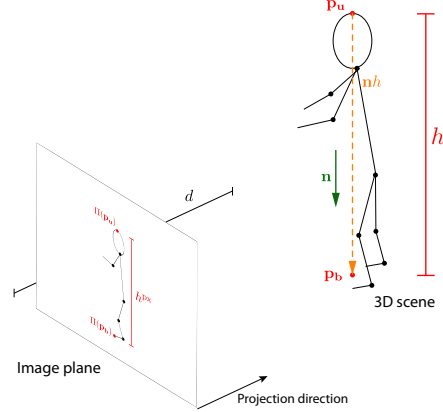 p_u
nh
h
n
d
Π(p_u)
h^px
Π(p_b)
p_b
3D scene
Image plane
Projection direction